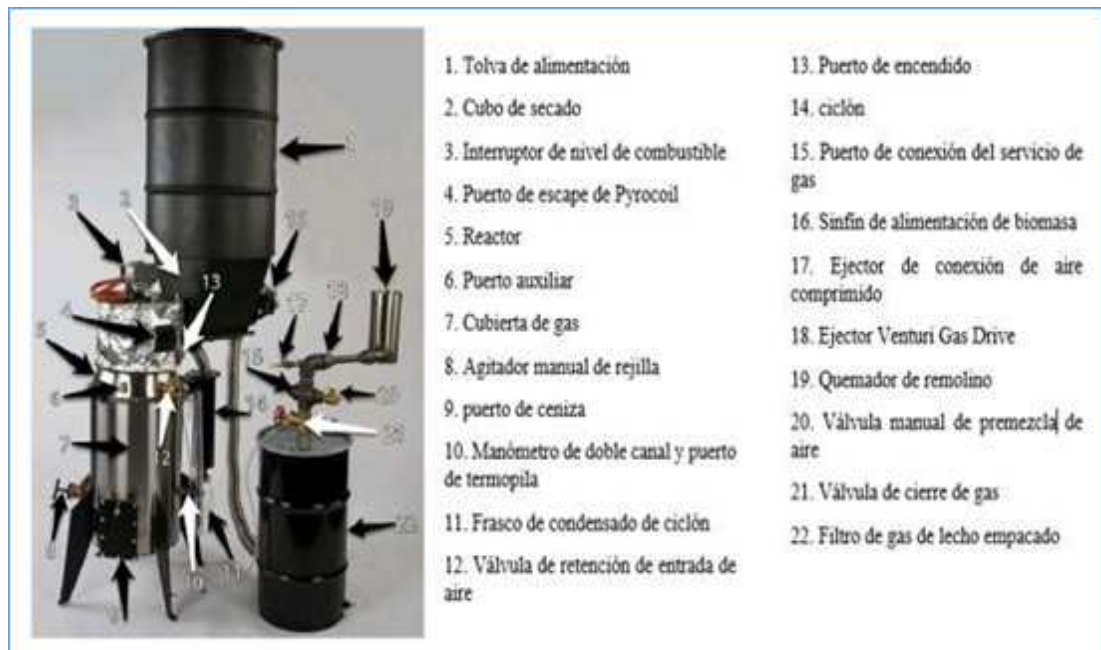 1. Tolva de alimentación
2. Cubo de secado
3. Interruptor de nivel de combustible
4. Puerto de escape de Pyrocoil
5. Reactor
6. Puerto auxiliar
7. Cubierta de gas
8. Agitador manual de rejilla
9. puerto de ceniza
10. Manómetro de doble canal y puerto
de termopila
11. Frasco de condensado de ciclón
12. Válvula de retención de entrada de
aire
13. Puerto de encendido
14. ciclón
15. Puerto de conexión del servicio de
gas
16. Sinfín de alimentación de biomasa
17. Ejector de conexión de aire
comprimido
18. Ejector Venturi Gas Drive
19. Quemador de remolino
20. Válvula manual de premezcla de
aire
21. Válvula de cierre de gas
22. Filtro de gas de lecho empacado
13
12